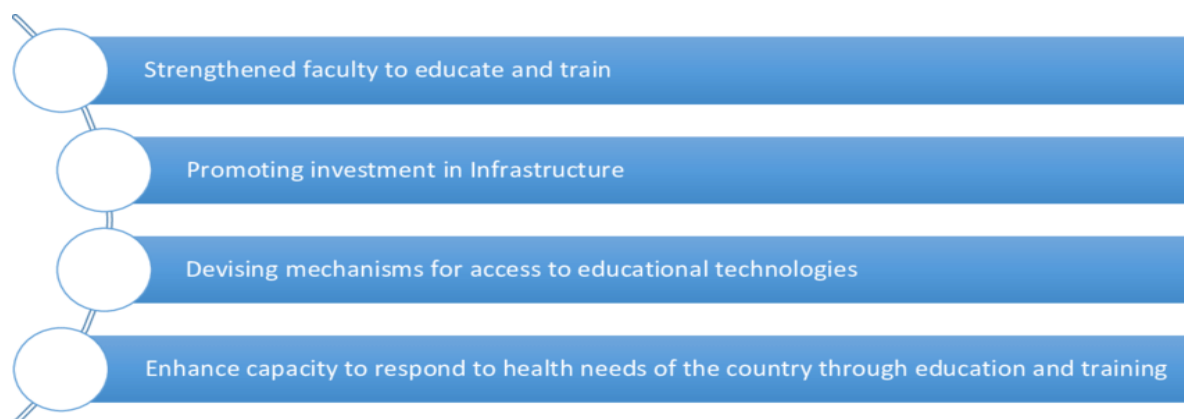 Strengthened faculty to educate and train
Promoting investment in Infrastructure
Devising mechanisms for access to educational technologies
Enhance capacity to respond to health needs of the country through education and training